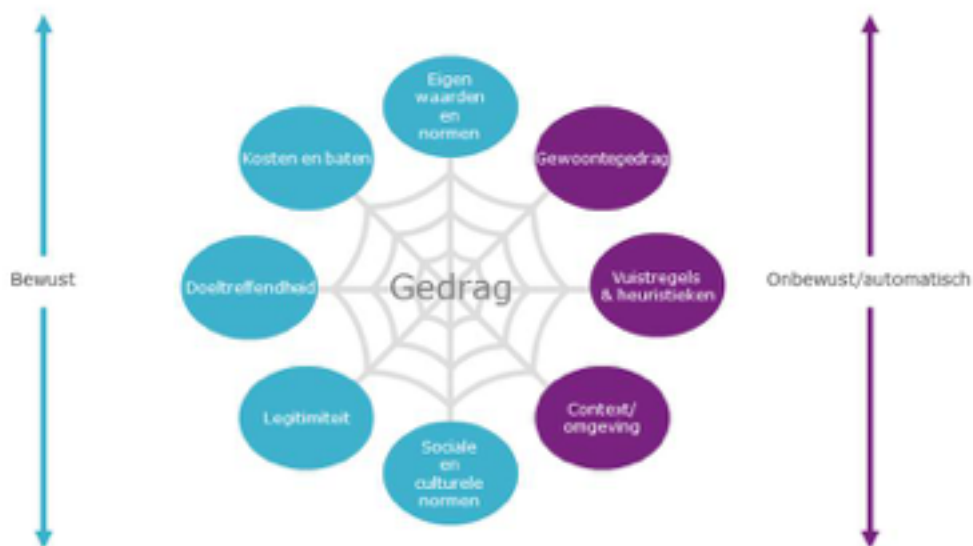 Eigen
waarden
en
normen
Kosten en baten
Gewoontegedrag
Bewust
Doeltreffendheid
Gedrag
Vuistregels
& heuristieken
Onbewust/automatisch
Legitimiteit
Context/
omgeving
Sociale
en
culturele
normen